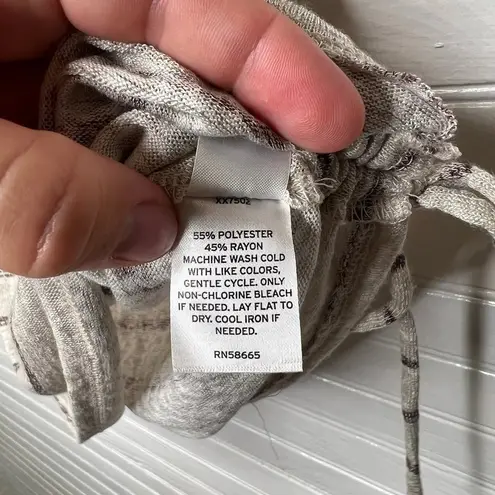 XX7502
55% POLYESTER
45% RAYON
MACHINE WASH COLD
WITH LIKE COLORS,
GENTLE CYCLE. ONLY
NON-CHLORINE BLEACH
IF NEEDED. LAY FLAT TO
DRY. COOL IRON IF
NEEDED.
RN58665